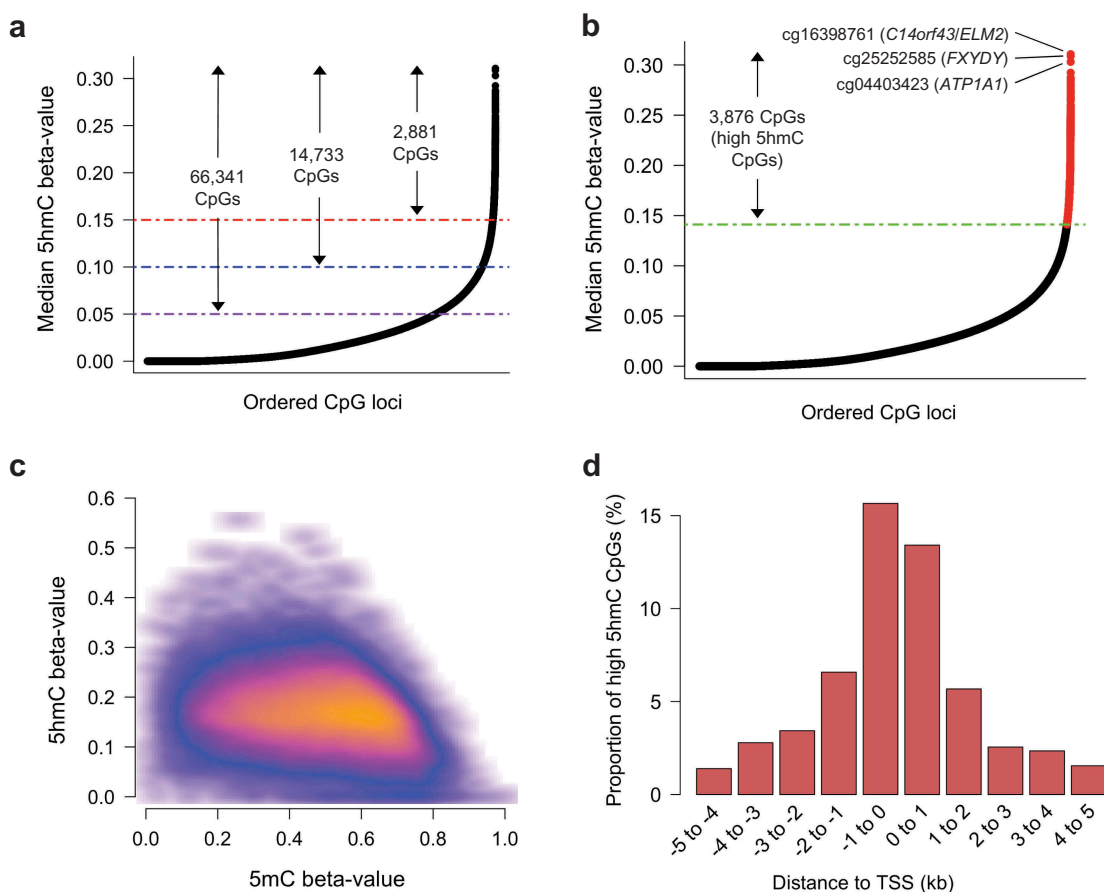 a
Median 5hmC beta-value
0.30
0.25
0.20
0.15
0.10
0.05
0.00
66,341
CpGs
14,733
CpGs
2,881
CpGs
Ordered CpG loci
b
Median 5hmC beta-value
0.30
0.25
0.20
0.15
0.10
0.05
0.00
3,876 CpGs
(high 5hmC
CpGs)
cg16398761 (C14orf43/ELM2)
cg25252585 (FXYDY)
cg04403423 (ATP1A1)
Ordered CpG loci
c
5hmC beta-value
0.6
0.5
0.4
0.3
0.2
0.1
0.0
0.0 0.2 0.4 0.6 0.8 1.0
5mC beta-value
d
Proportion of high 5hmC CpGs (%)
15
10
5
0
-5 to -4
-4 to -3
-3 to -2
-2 to -1
-1 to 0
0 to 1
1 to 2
2 to 3
3 to 4
4 to 5
Distance to TSS (kb)